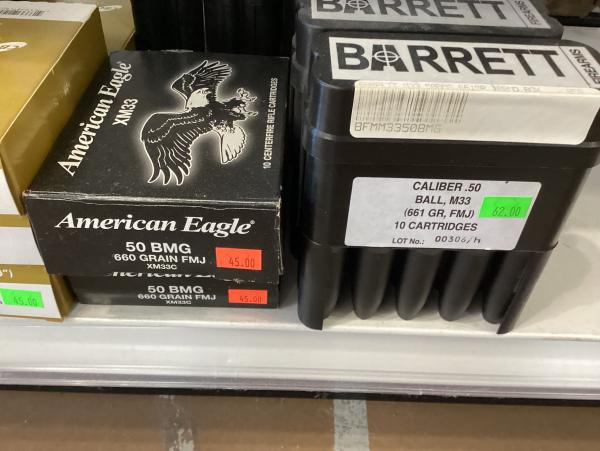 American Eagle
XM33
10 CENTERFIRE RIFLE CARTRIDGES
American Eagle®
50 BMG
660 GRAIN FMJ
XM33C
45.00
50 BMG
660 GRAIN FMJ
XM33C
45.00
45.00
BARRETT
BARRETT
FIREARMS
BFMM3350BMG
CALIBER .50
BALL, M33
(661 GR, FMJ)
10 CARTRIDGES
LOT No.:
62.00